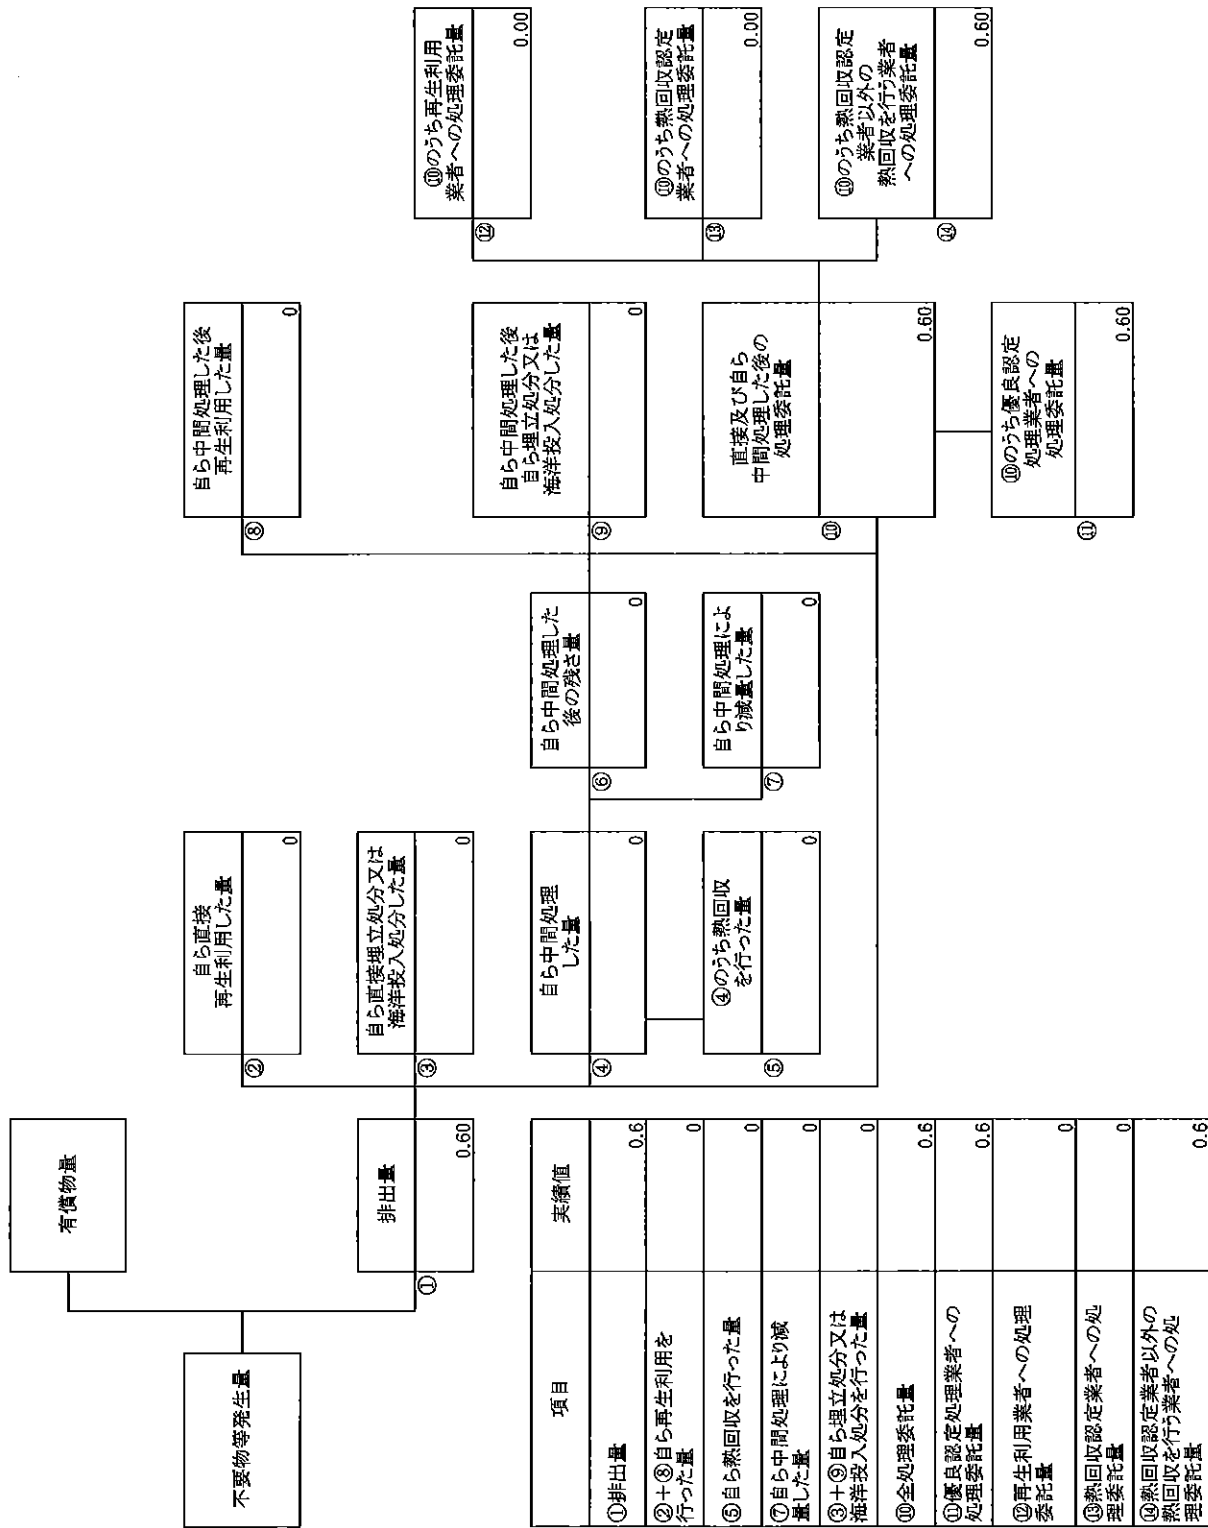 有償物量
不要物等発生量
排出量
①
0.60
②
自ら直接
再生利用した量
0
③
自ら直接埋立処分又は
海洋投入処分した量
0
④
自ら中間処理
した量
0
⑤
④のうち熱回収
を行った量
0
⑥
自ら中間処理した
後の残さ量
0
⑦
自ら中間処理によ
り減量した量
0
⑧
自ら中間処理した後
再生利用した量
0
⑨
自ら中間処理した後
自ら埋立処分又は
海洋投入処分した量
0
⑩
直接及び自ら
中間処理した後の
処理委託量
0.60
⑪
⑩のうち優良認定
処理業者への
処理委託量
0.60
⑫
⑩のうち再生利用
業者への処理委託量
0.00
⑬
⑩のうち熱回収認定
業者への処理委託量
0.00
⑭
⑩のうち熱回収認定
業者以外の
熱回収を行う業者
への処理委託量
0.60
項目 実績値
①排出量 0.6
②+⑧自ら再生利用を
行った量 0
⑤自ら熱回収を行った量 0
⑦自ら中間処理により減
量した量 0
③+⑨自ら埋立処分又は
海洋投入処分を行った量 0
⑩全処理委託量 0.6
⑪優良認定処理業者への
処理委託量 0.6
⑫再生利用業者への処理
委託量 0
⑬熱回収認定業者への処
理委託量 0
⑭熱回収認定業者以外の
熱回収を行う業者への処
理委託量 0.6